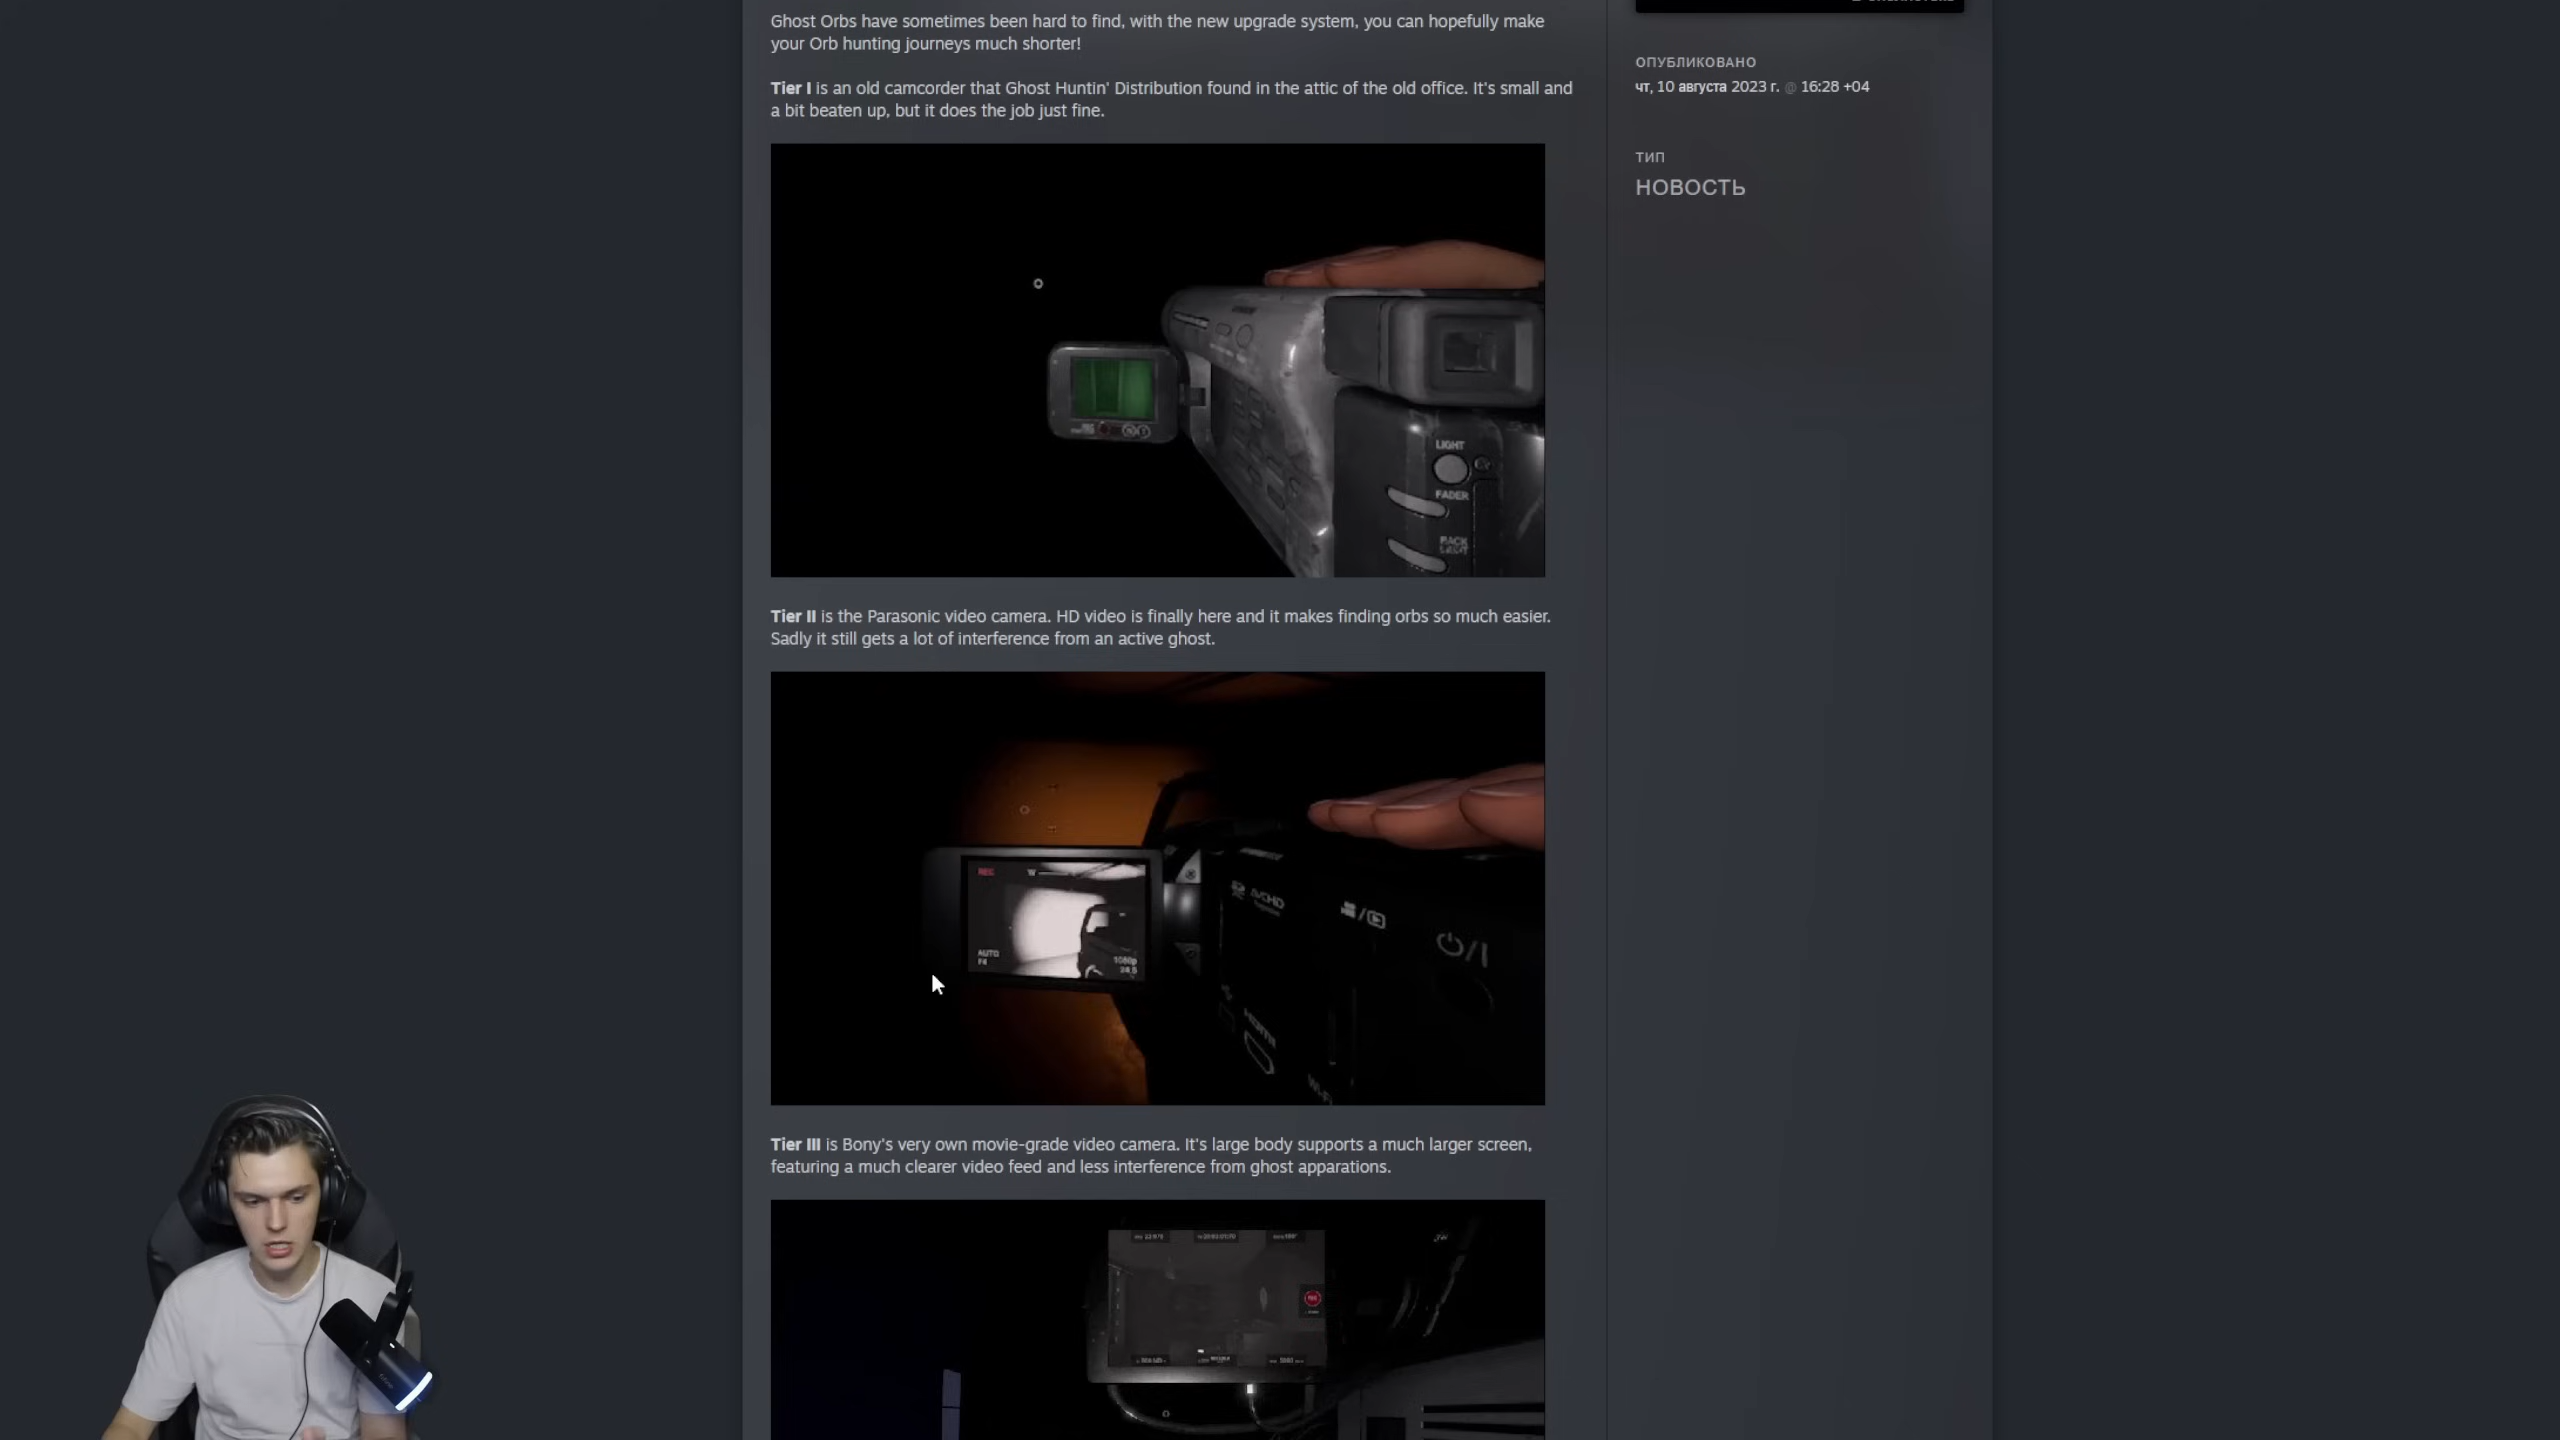 Ghost Orbs have sometimes been hard to find, with the new upgrade system, you can hopefully make
your Orb hunting journeys much shorter!
Tier I is an old camcorder that Ghost Huntin' Distribution found in the attic of the old office. It's small and
a bit beaten up, but it does the job just fine.
LIGHT
FADER
Tier II is the Parasonic video camera. HD video is finally here and it makes finding orbs so much easier.
Sadly it still gets a lot of interference from an active ghost.
REC
AUTO
F4
1080p
AVCHD
HDMI
Tier III is Bony's very own movie-grade video camera. It's large body supports a much larger screen,
featuring a much clearer video feed and less interference from ghost apparations.
ОПУБЛИКОВАНО
чт, 10 августа 2023 г. @ 16:28 +04
ТИП
НОВОСТЬ